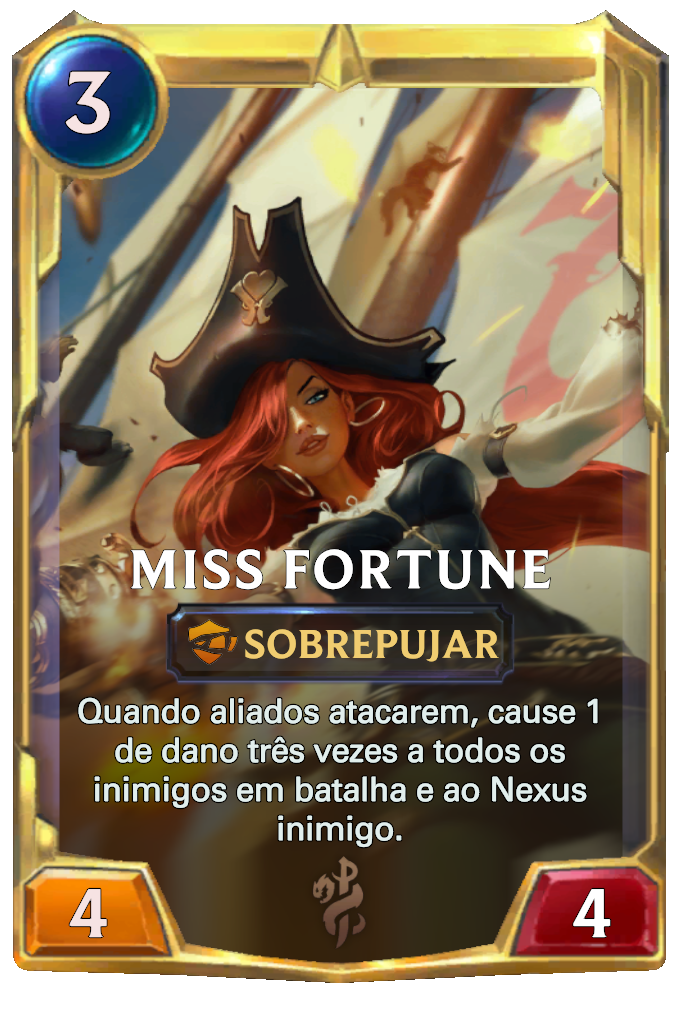 3
MISS FORTUNE
SOBREPUJAR
Quando aliados atacarem, cause 1
de dano três vezes a todos os
inimigos em batalha e ao Nexus
inimigo.
4
4